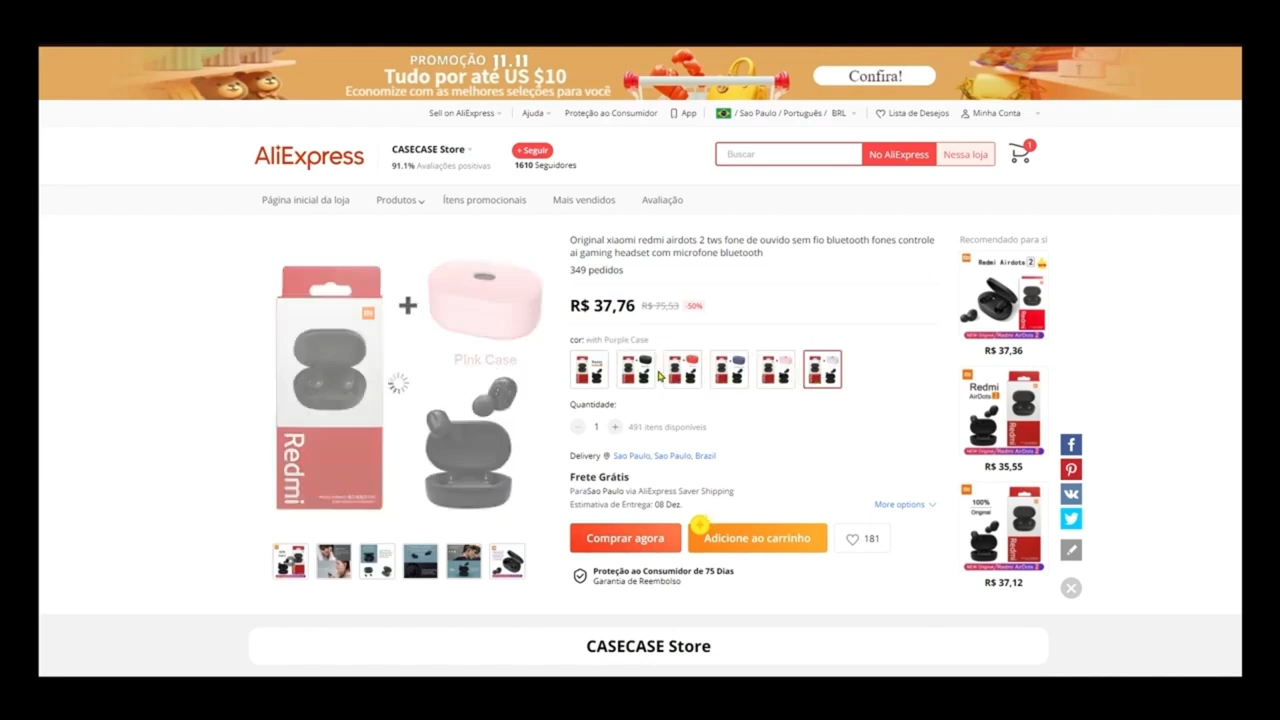 PROMOÇÃO 11.11
Tudo por até US $10
Economize com as melhores seleções para você
Confira!
Sell on AliExpress
Ajuda
Proteção ao Consumidor
App
/ Sao Paulo / Português / BRL
Lista de Desejos
Minha Conta
AliExpress
CASECASE Store
91.1% Avaliações positivas
+ Seguir
1610 Seguidores
Buscar
No AliExpress
Nessa loja
1
Página inicial da loja
Produtos
Ítens promocionais
Mais vendidos
Avaliação
Original xiaomi redmi airdots 2 tws fone de ouvido sem fio bluetooth fones controle
ai gaming headset com microfone bluetooth
349 pedidos
R$ 37,76 R$ 75,53 -50%
cor: with Purple Case
Quantidade:
− 1 + 491 itens disponíveis
Delivery Sao Paulo, Sao Paulo, Brazil
Frete Grátis
ParaSao Paulo via AliExpress Saver Shipping
Estimativa de Entrega: 08 Dez.
More options
Comprar agora
Adicione ao carrinho
181
Proteção ao Consumidor de 75 Dias
Garantia de Reembolso
+
Pink Case
Redmi
Recomendado para si
Redmi Airdots 2
R$ 37,36
Redmi
AirDots 2
R$ 35,55
100%
Original
R$ 37,12
CASECASE Store